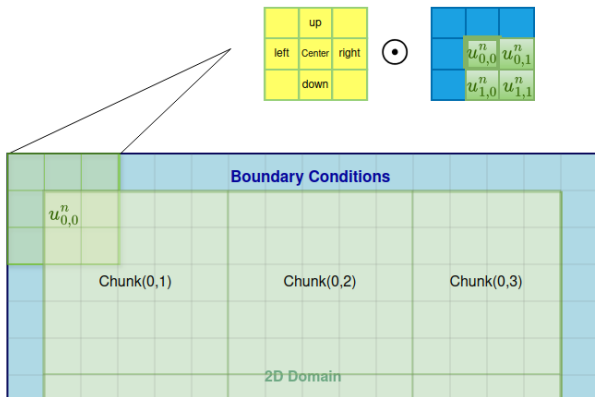 up
left Center right
down
⊙
u^n_{0,0} u^n_{0,1}
u^n_{1,0} u^n_{1,1}
Boundary Conditions
u^n_{0,0}
Chunk(0,1) Chunk(0,2) Chunk(0,3)
2D Domain